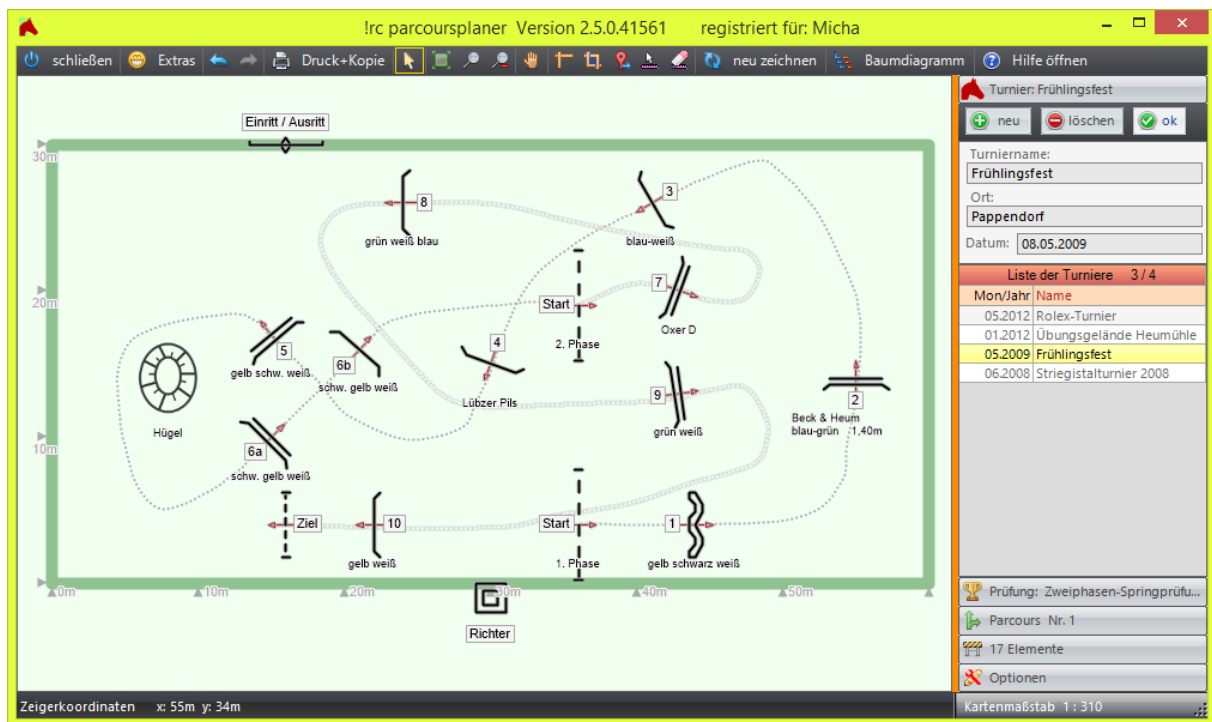 !rc parcoursplaner Version 2.5.0.41561 registriert für: Micha
schließen Extras Druck+Kopie neu zeichnen Baumdiagramm Hilfe öffnen
Einritt / Ausritt
30m
8
grün weiß blau
3
blau-weiß
20m
Start
2. Phase
7
Oxer D
5
gelb schw. weiß
6b
schw. gelb weiß
4
Lübzer Pils
Hügel
9
grün weiß
2
Beck & Heum
blau-grün 1,40m
10m
6a
schw. gelb weiß
Ziel
10
gelb weiß
Start
1. Phase
1
gelb schwarz weiß
0m 10m 20m 30m 40m 50m
Richter
Turnier: Frühlingsfest
neu löschen ok
Turniername:
Frühlingsfest
Ort:
Pappendorf
Datum: 08.05.2009
Liste der Turniere 3 / 4
Mon/Jahr Name
05.2012 Rolex-Turnier
01.2012 Übungsgelände Heumühle
05.2009 Frühlingsfest
06.2008 Striegistalturnier 2008
Prüfung: Zweiphasen-Springprüfu...
Parcours Nr. 1
17 Elemente
Optionen
Zeigerkoordinaten x: 55m y: 34m
Kartenmaßstab 1 : 310